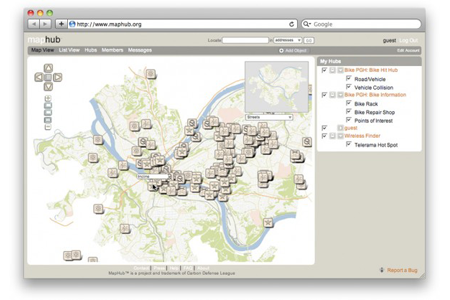 http://www.maphub.org
Google
maphub
Locate
in
addresses
guest
Log Out
Map View
List View
Hubs
Members
Messages
Add Object
Edit Account
My Hubs
Bike PGH: Bike Hit Hub
Road/Vehicle
Vehicle Collision
Bike PGH: Bike Information
Bike Rack
Bike Repair Shop
Points of Interest
guest
Wireless Finder
Telerama Hot Spot
Streets
MapHub™ is a project and trademark of Carbon Defense League
Report a Bug